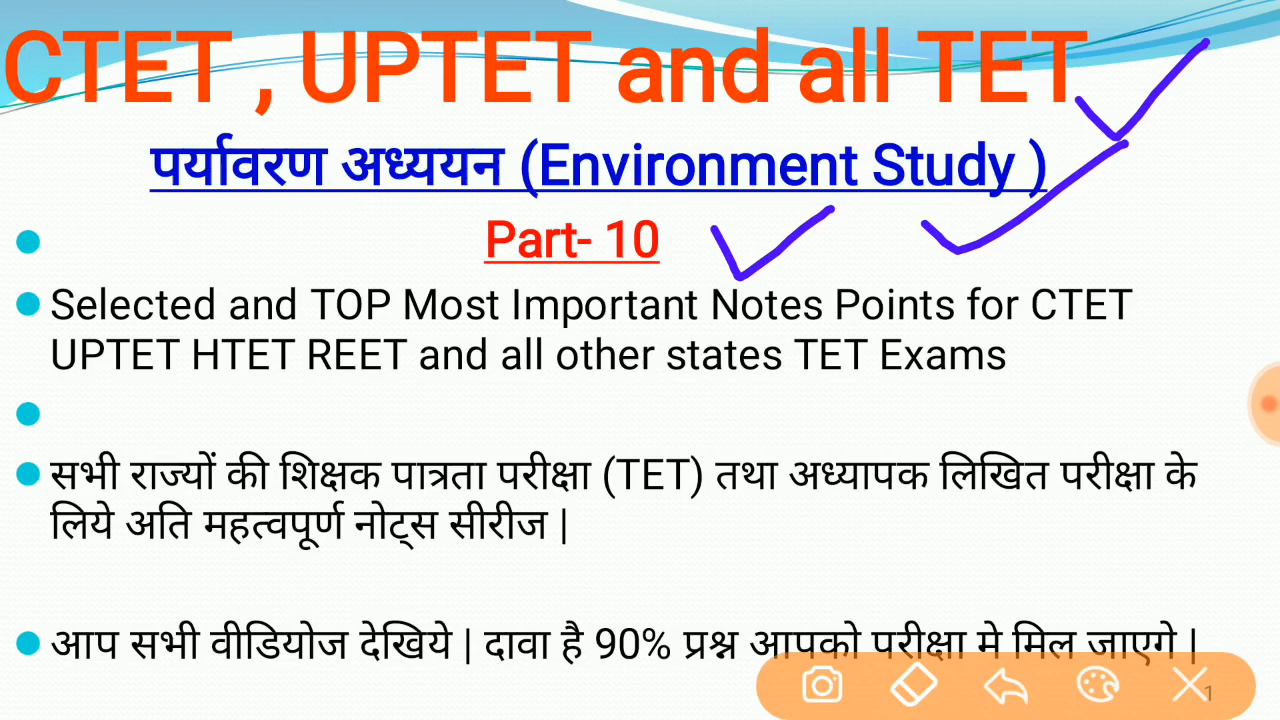 CTET , UPTET and all TET
पर्यावरण अध्ययन (Environment Study )
Part- 10
Selected and TOP Most Important Notes Points for CTET
UPTET HTET REET and all other states TET Exams
सभी राज्यों की शिक्षक पात्रता परीक्षा (TET) तथा अध्यापक लिखित परीक्षा के
लिये अति महत्वपूर्ण नोट्स सीरीज |
आप सभी वीडियोज देखिये | दावा है 90% प्रश्न आपको परीक्षा मे मिल जाएगे |
1